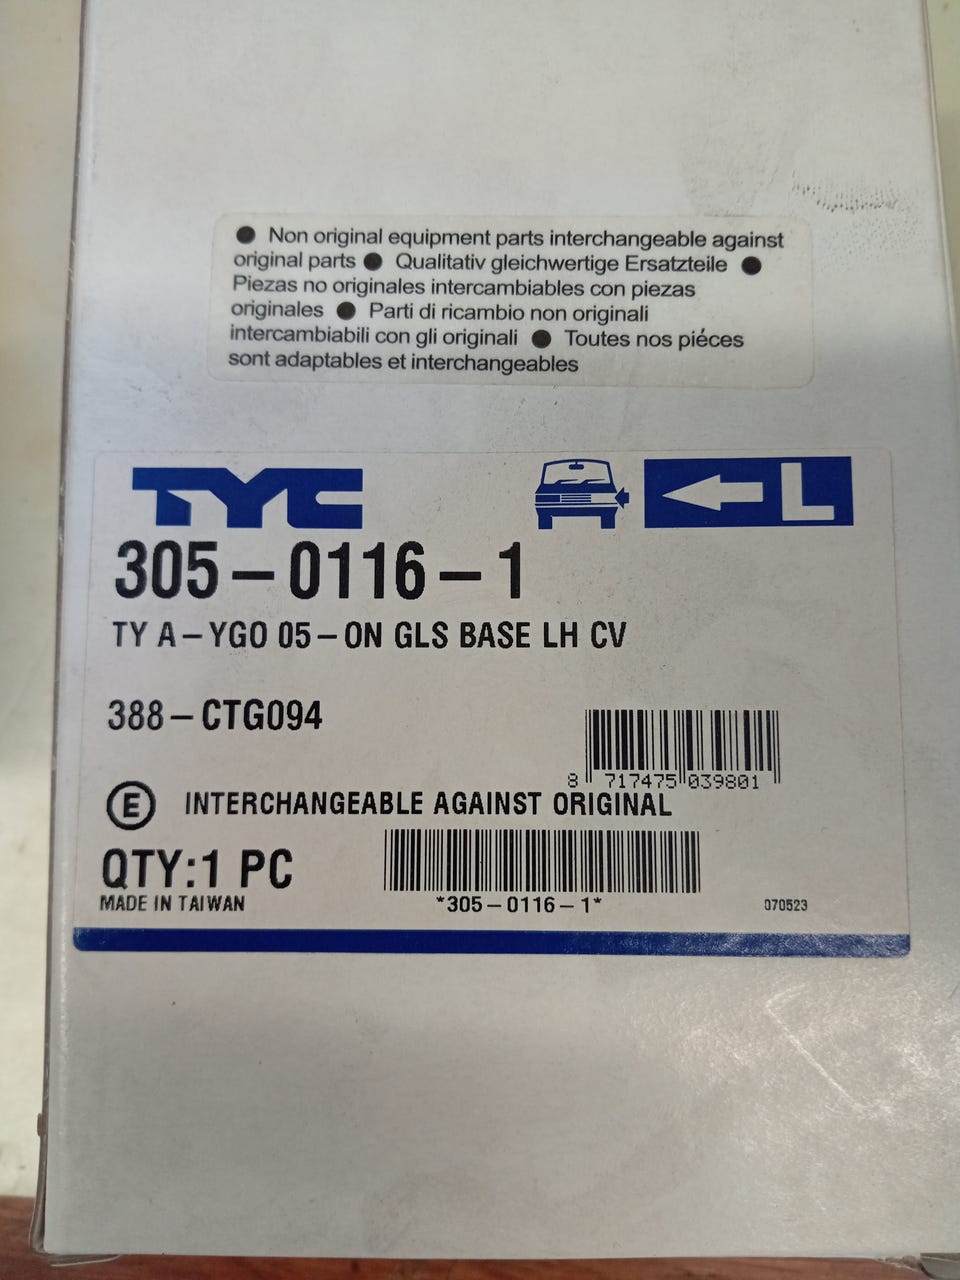 ● Non original equipment parts interchangeable against
original parts ● Qualitativ gleichwertige Ersatzteile ●
Piezas no originales intercambiables con piezas
originales ● Parti di ricambio non originali
intercambiabili con gli originali ● Toutes nos piéces
sont adaptables et interchangeables
TYC
L
305-0116-1
TY A-YGO 05-ON GLS BASE LH CV
388-CTG094
8 717475 039801
E INTERCHANGEABLE AGAINST ORIGINAL
QTY:1 PC
MADE IN TAIWAN
*305-0116-1*
070523